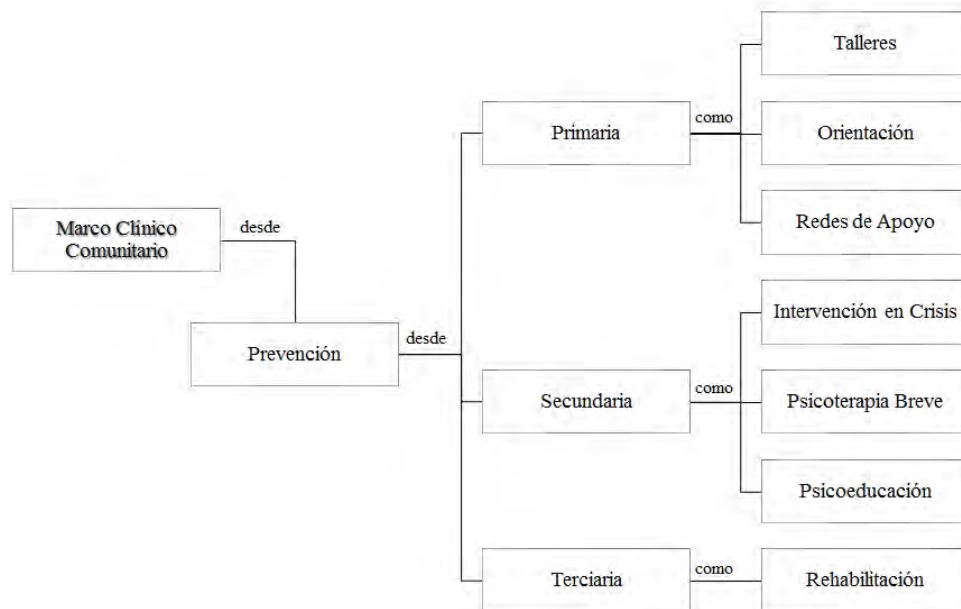 Talleres
Primaria
como
Orientación
Redes de Apoyo
Marco Clínico
Comunitario
desde
Prevención
desde
Intervención en Crisis
Secundaria
como
Psicoterapia Breve
Psicoeducación
Terciaria
como
Rehabilitación